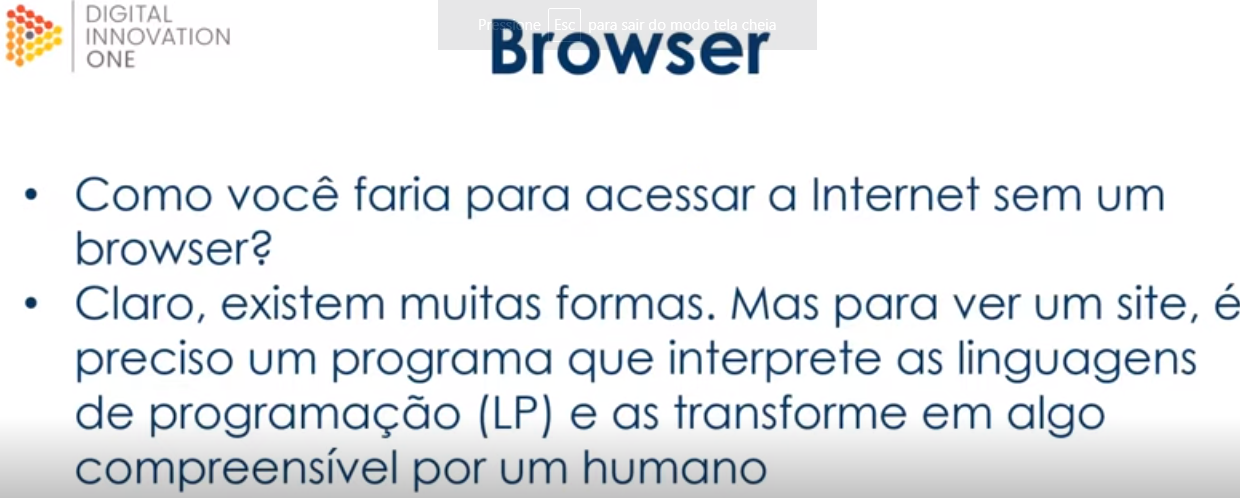 DIGITAL
INNOVATION
ONE
Pressione Esc para sair do modo tela cheia
Browser
• Como você faria para acessar a Internet sem um
browser?
• Claro, existem muitas formas. Mas para ver um site, é
preciso um programa que interprete as linguagens
de programação (LP) e as transforme em algo
compreensível por um humano